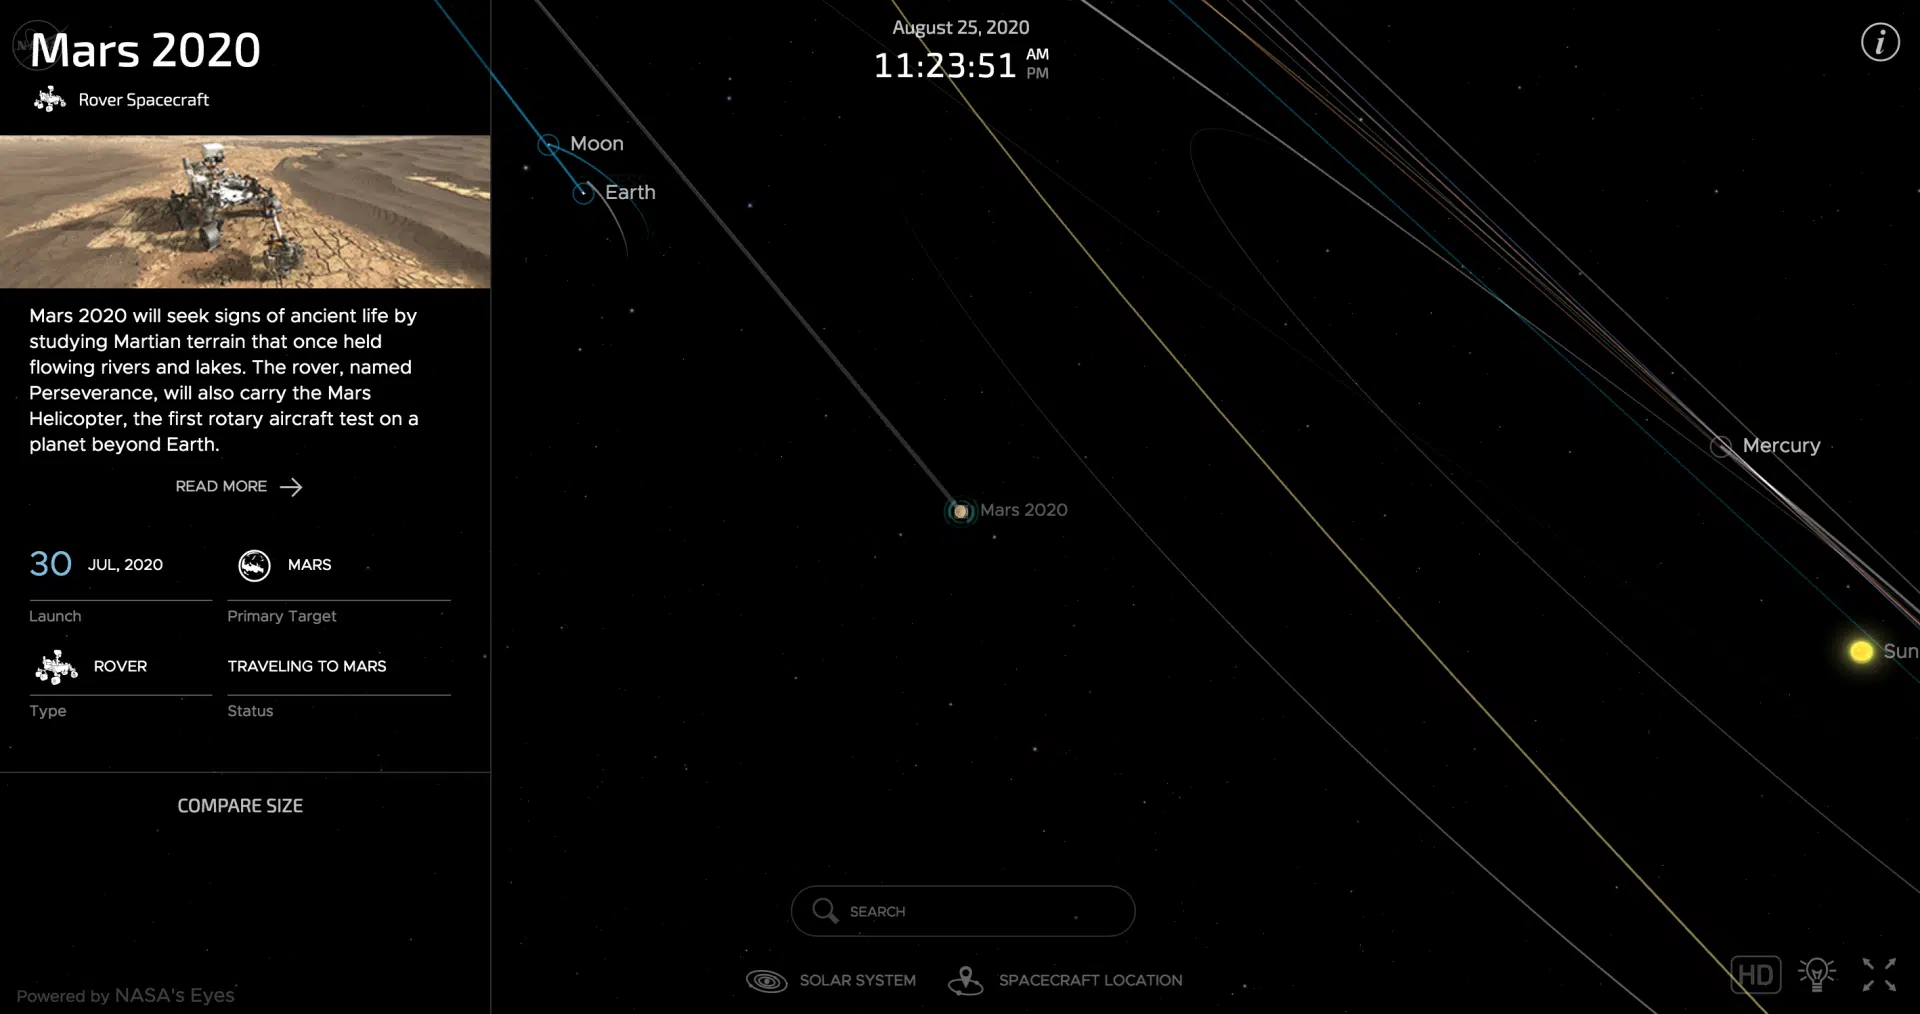 Mars 2020
Rover Spacecraft
Mars 2020 will seek signs of ancient life by
studying Martian terrain that once held
flowing rivers and lakes. The rover, named
Perseverance, will also carry the Mars
Helicopter, the first rotary aircraft test on a
planet beyond Earth.
READ MORE
30 JUL, 2020
Launch
MARS
Primary Target
ROVER
Type
TRAVELING TO MARS
Status
COMPARE SIZE
Powered by NASA's Eyes
August 25, 2020
11:23:51 AM
PM
Moon
Earth
Mars 2020
Mercury
Sun
SEARCH
SOLAR SYSTEM
SPACECRAFT LOCATION
HD
i